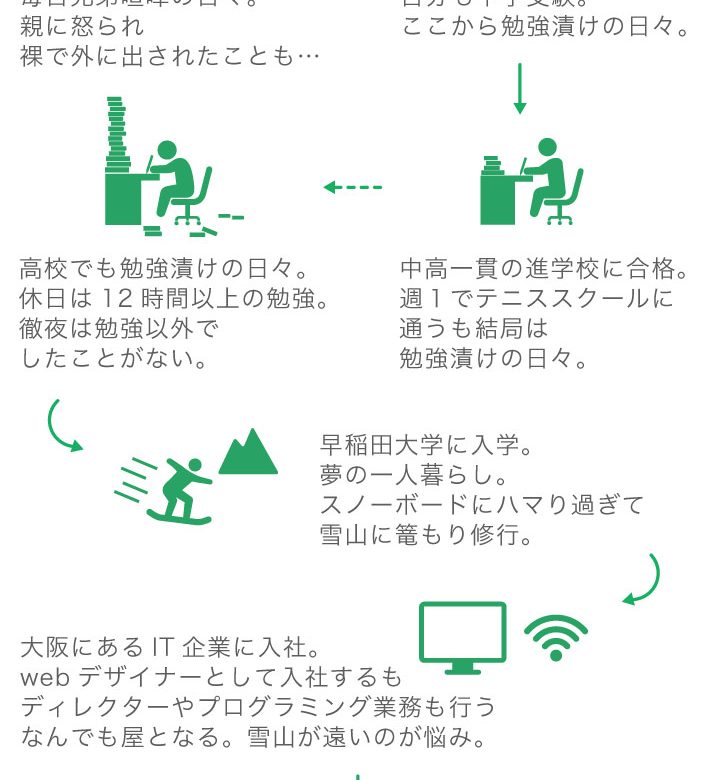 親に怒られ
裸で外に出されたことも…
ここから勉強漬けの日々。
中高一貫の進学校に合格。
週1でテニススクールに
通うも結局は
勉強漬けの日々。
高校でも勉強漬けの日々。
休日は12時間以上の勉強。
徹夜は勉強以外で
したことがない。
早稲田大学に入学。
夢の一人暮らし。
スノーボードにハマり過ぎて
雪山に篭もり修行。
大阪にあるIT企業に入社。
webデザイナーとして入社するも
ディレクターやプログラミング業務も行う
なんでも屋となる。雪山が遠いのが悩み。